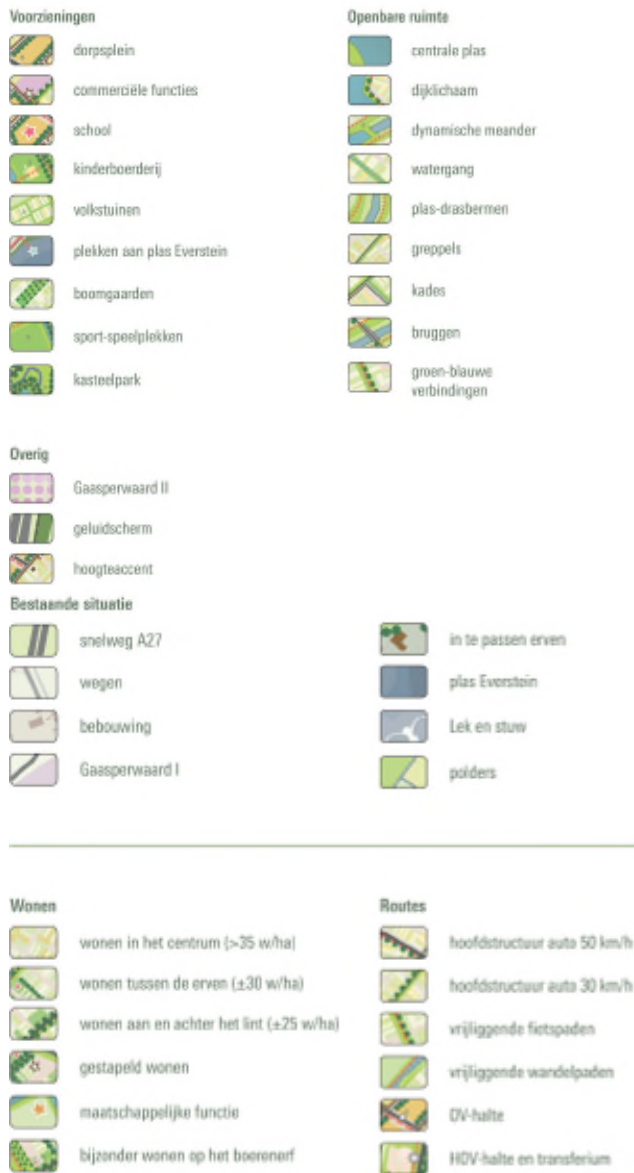 Voorzieningen
dorpsplein
commerciële functies
school
kinderboerderij
volkstuinen
plekken aan plas Everstein
boomgaarden
sport-speelplekken
kasteelpark
Openbare ruimte
centrale plas
dijklichaam
dynamische meander
watergang
plas-drasbermen
greppels
kades
bruggen
groen-blauwe
verbindingen
Overig
Gaasperwaard II
geluidscherm
hoogteaccent
Bestaande situatie
snelweg A27
wegen
bebouwing
Gaasperwaard I
in te passen erven
plas Everstein
Lek en stuw
polders
Wonen
wonen in het centrum (>35 w/ha)
wonen tussen de erven (±30 w/ha)
wonen aan en achter het lint (±25 w/ha)
gestapeld wonen
maatschappelijke functie
bijzonder wonen op het boerenerf
Routes
hoofdstructuur auto 50 km/h
hoofdstructuur auto 30 km/h
vrijliggende fietspaden
vrijliggende wandelpaden
OV-halte
HOV-halte en transferium